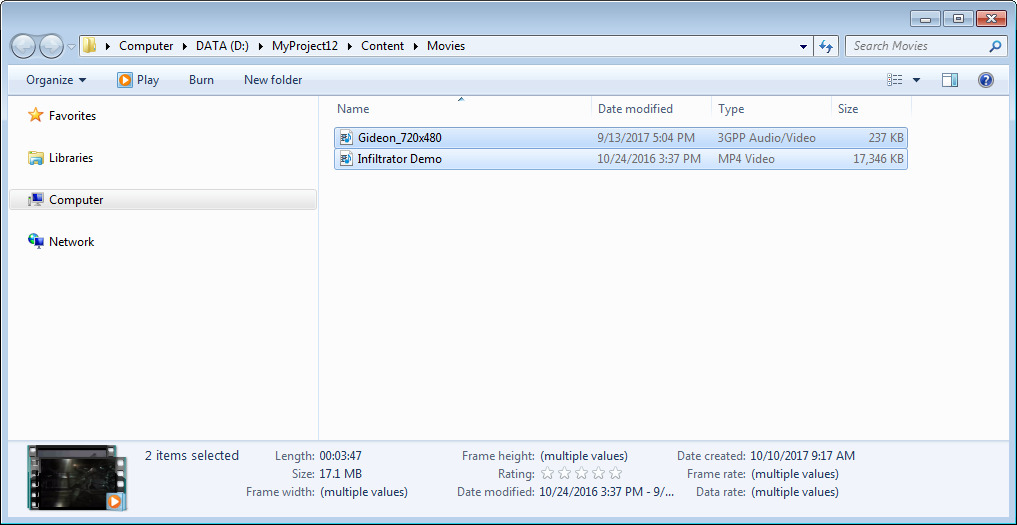 Computer DATA (D:) MyProject12 Content Movies Search Movies
Organize Play Burn New folder
Favorites
Libraries
Computer
Network
Name Date modified Type Size
Gideon_720x480 9/13/2017 5:04 PM 3GPP Audio/Video 237 KB
Infiltrator Demo 10/24/2016 3:37 PM MP4 Video 17,346 KB
2 items selected Length: 00:03:47 Frame height: (multiple values) Date created: 10/10/2017 9:17 AM
Size: 17.1 MB Rating: Frame rate: (multiple values)
Frame width: (multiple values) Date modified: 10/24/2016 3:37 PM - 9/... Data rate: (multiple values)